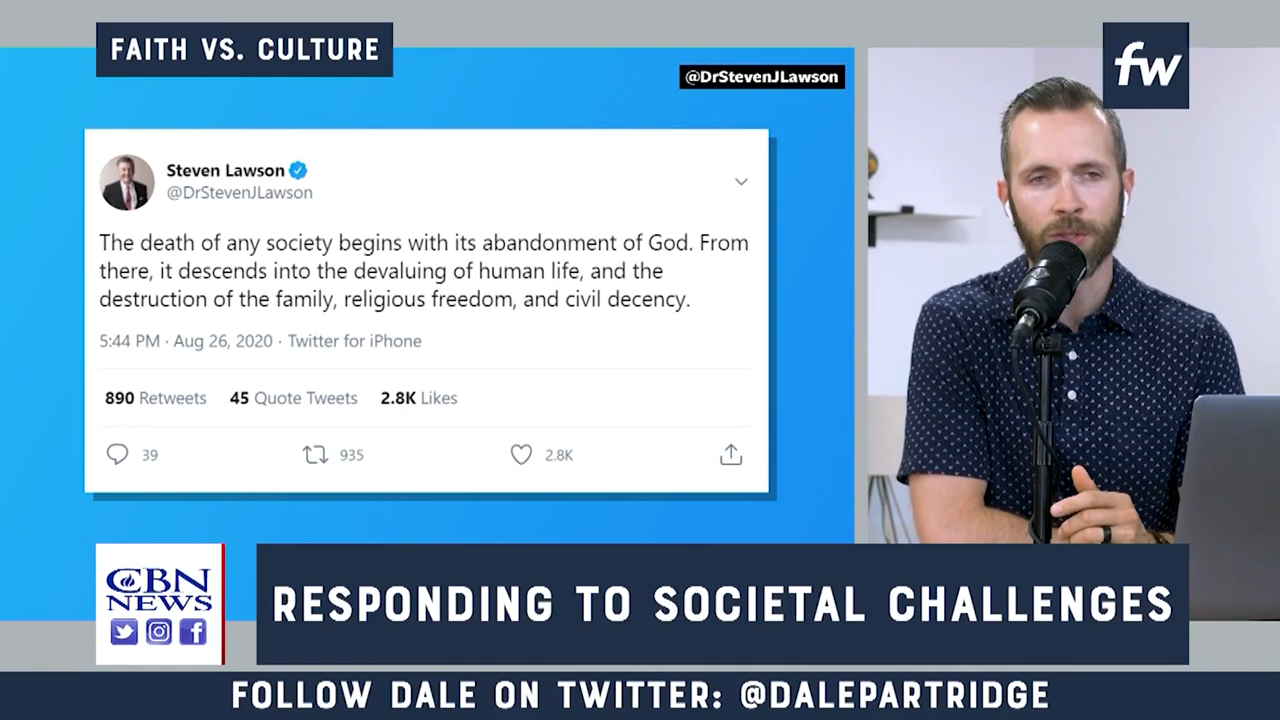 FAITH VS. CULTURE
fw
@DrStevenJLawson
Steven Lawson
@DrStevenJLawson
The death of any society begins with its abandonment of God. From
there, it descends into the devaluing of human life, and the
destruction of the family, religious freedom, and civil decency.
5:44 PM · Aug 26, 2020 · Twitter for iPhone
890 Retweets 45 Quote Tweets 2.8K Likes
39 935 2.8K
CBN
NEWS
RESPONDING TO SOCIETAL CHALLENGES
FOLLOW DALE ON TWITTER: @DALEPARTRIDGE